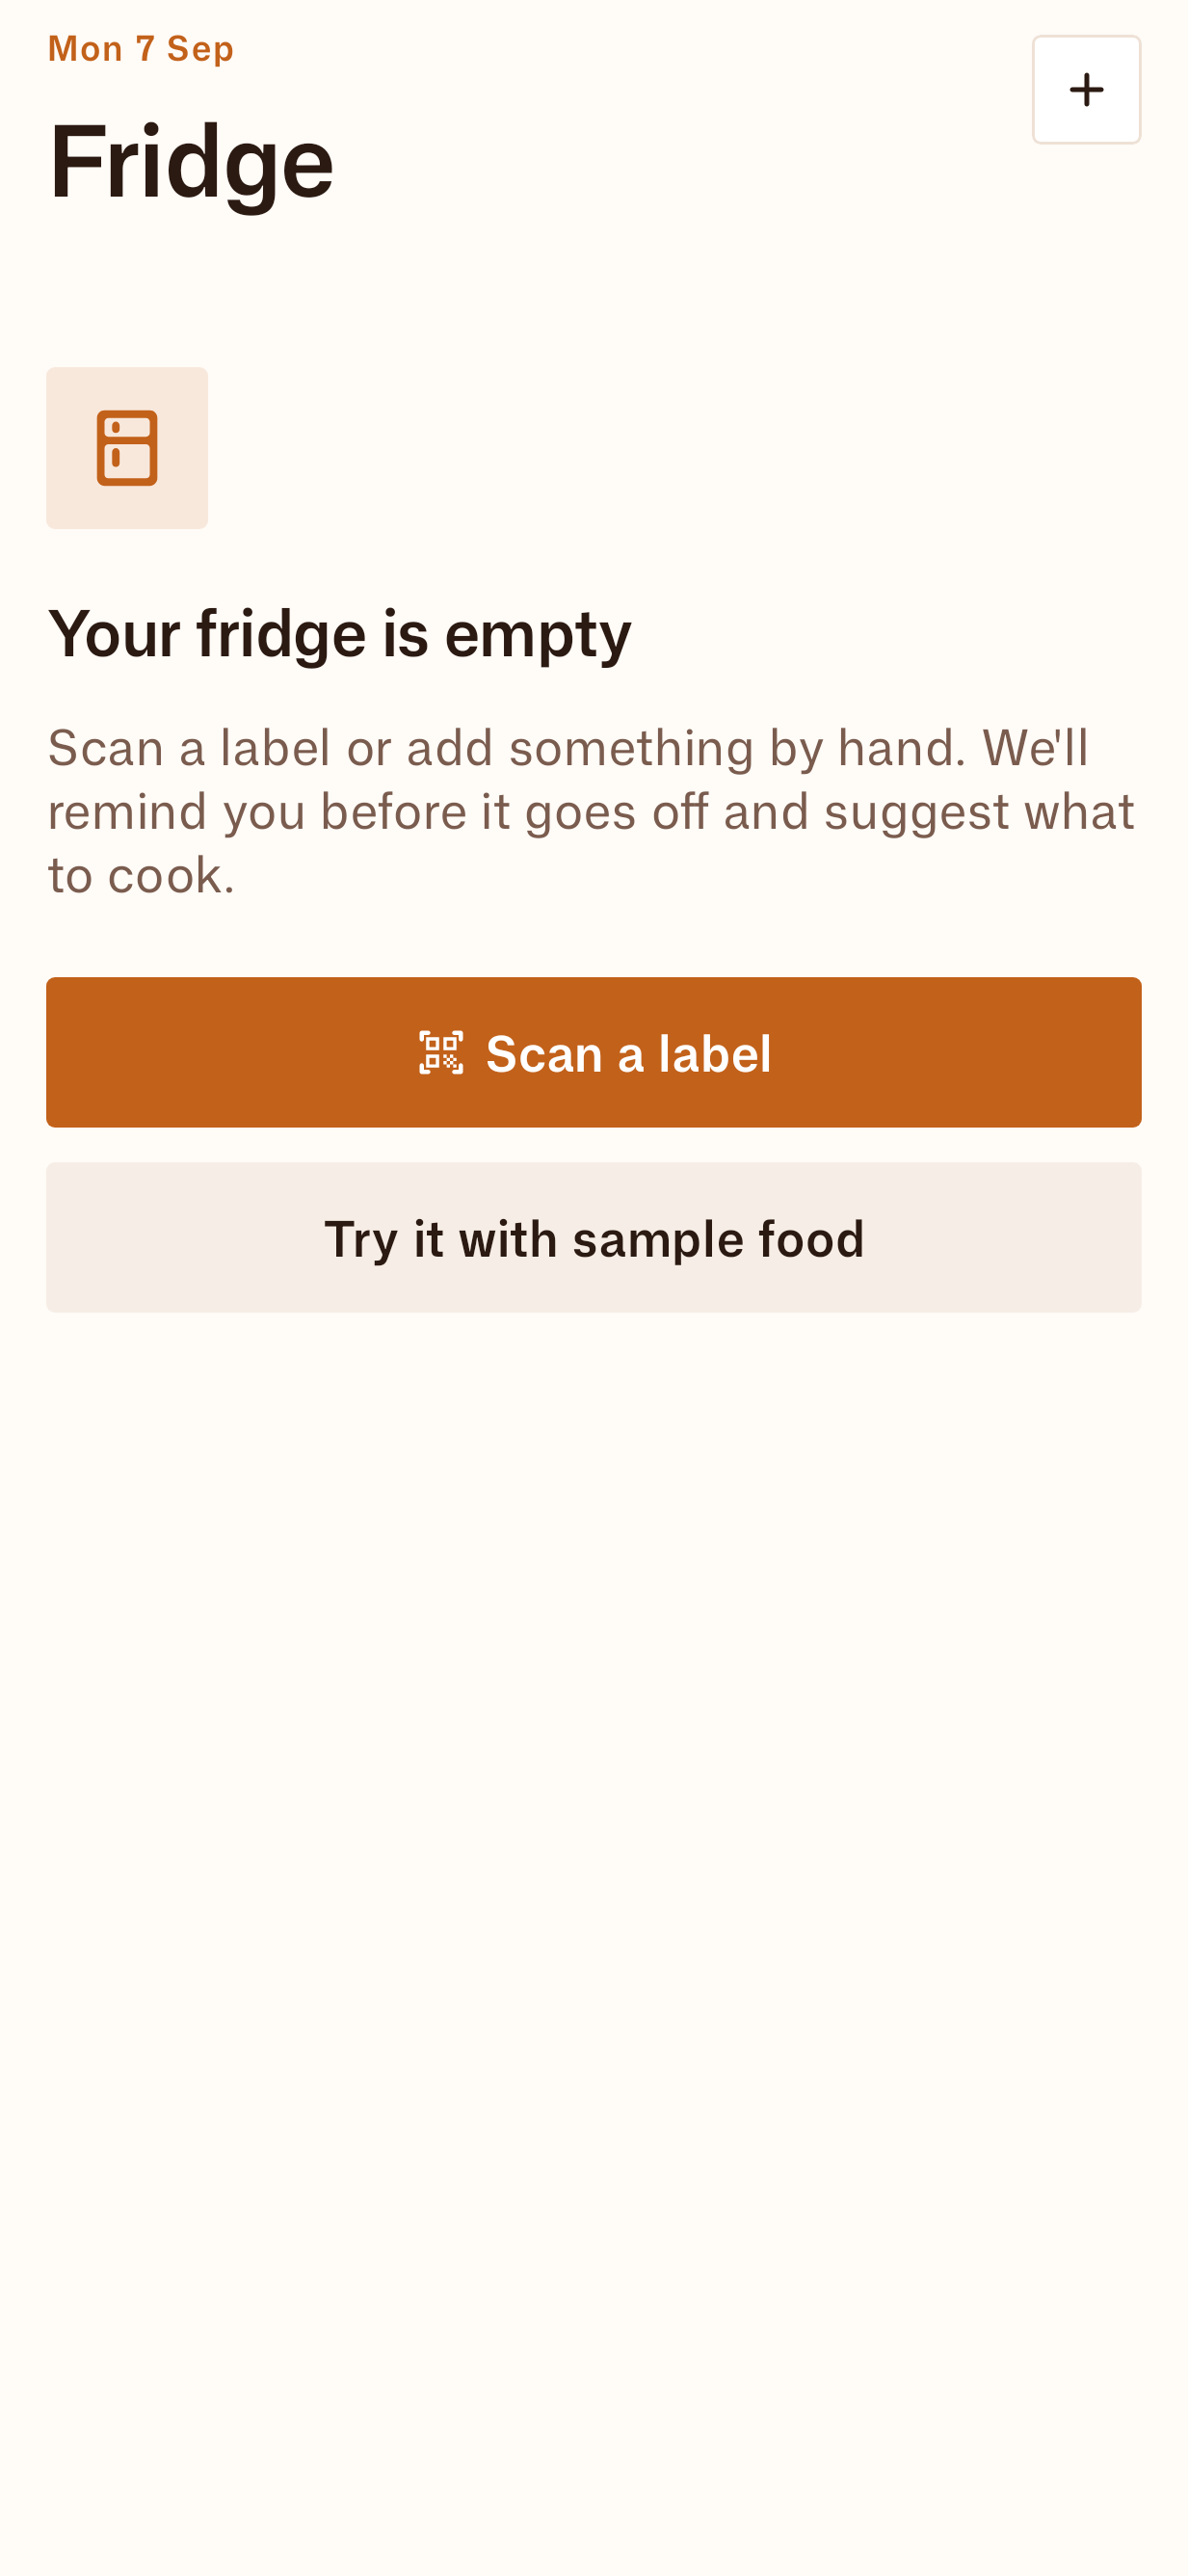 Mon 7 Sep
Fridge
Your fridge is empty
Scan a label or add something by hand. We'll
remind you before it goes off and suggest what
to cook.
Scan a label
Try it with sample food